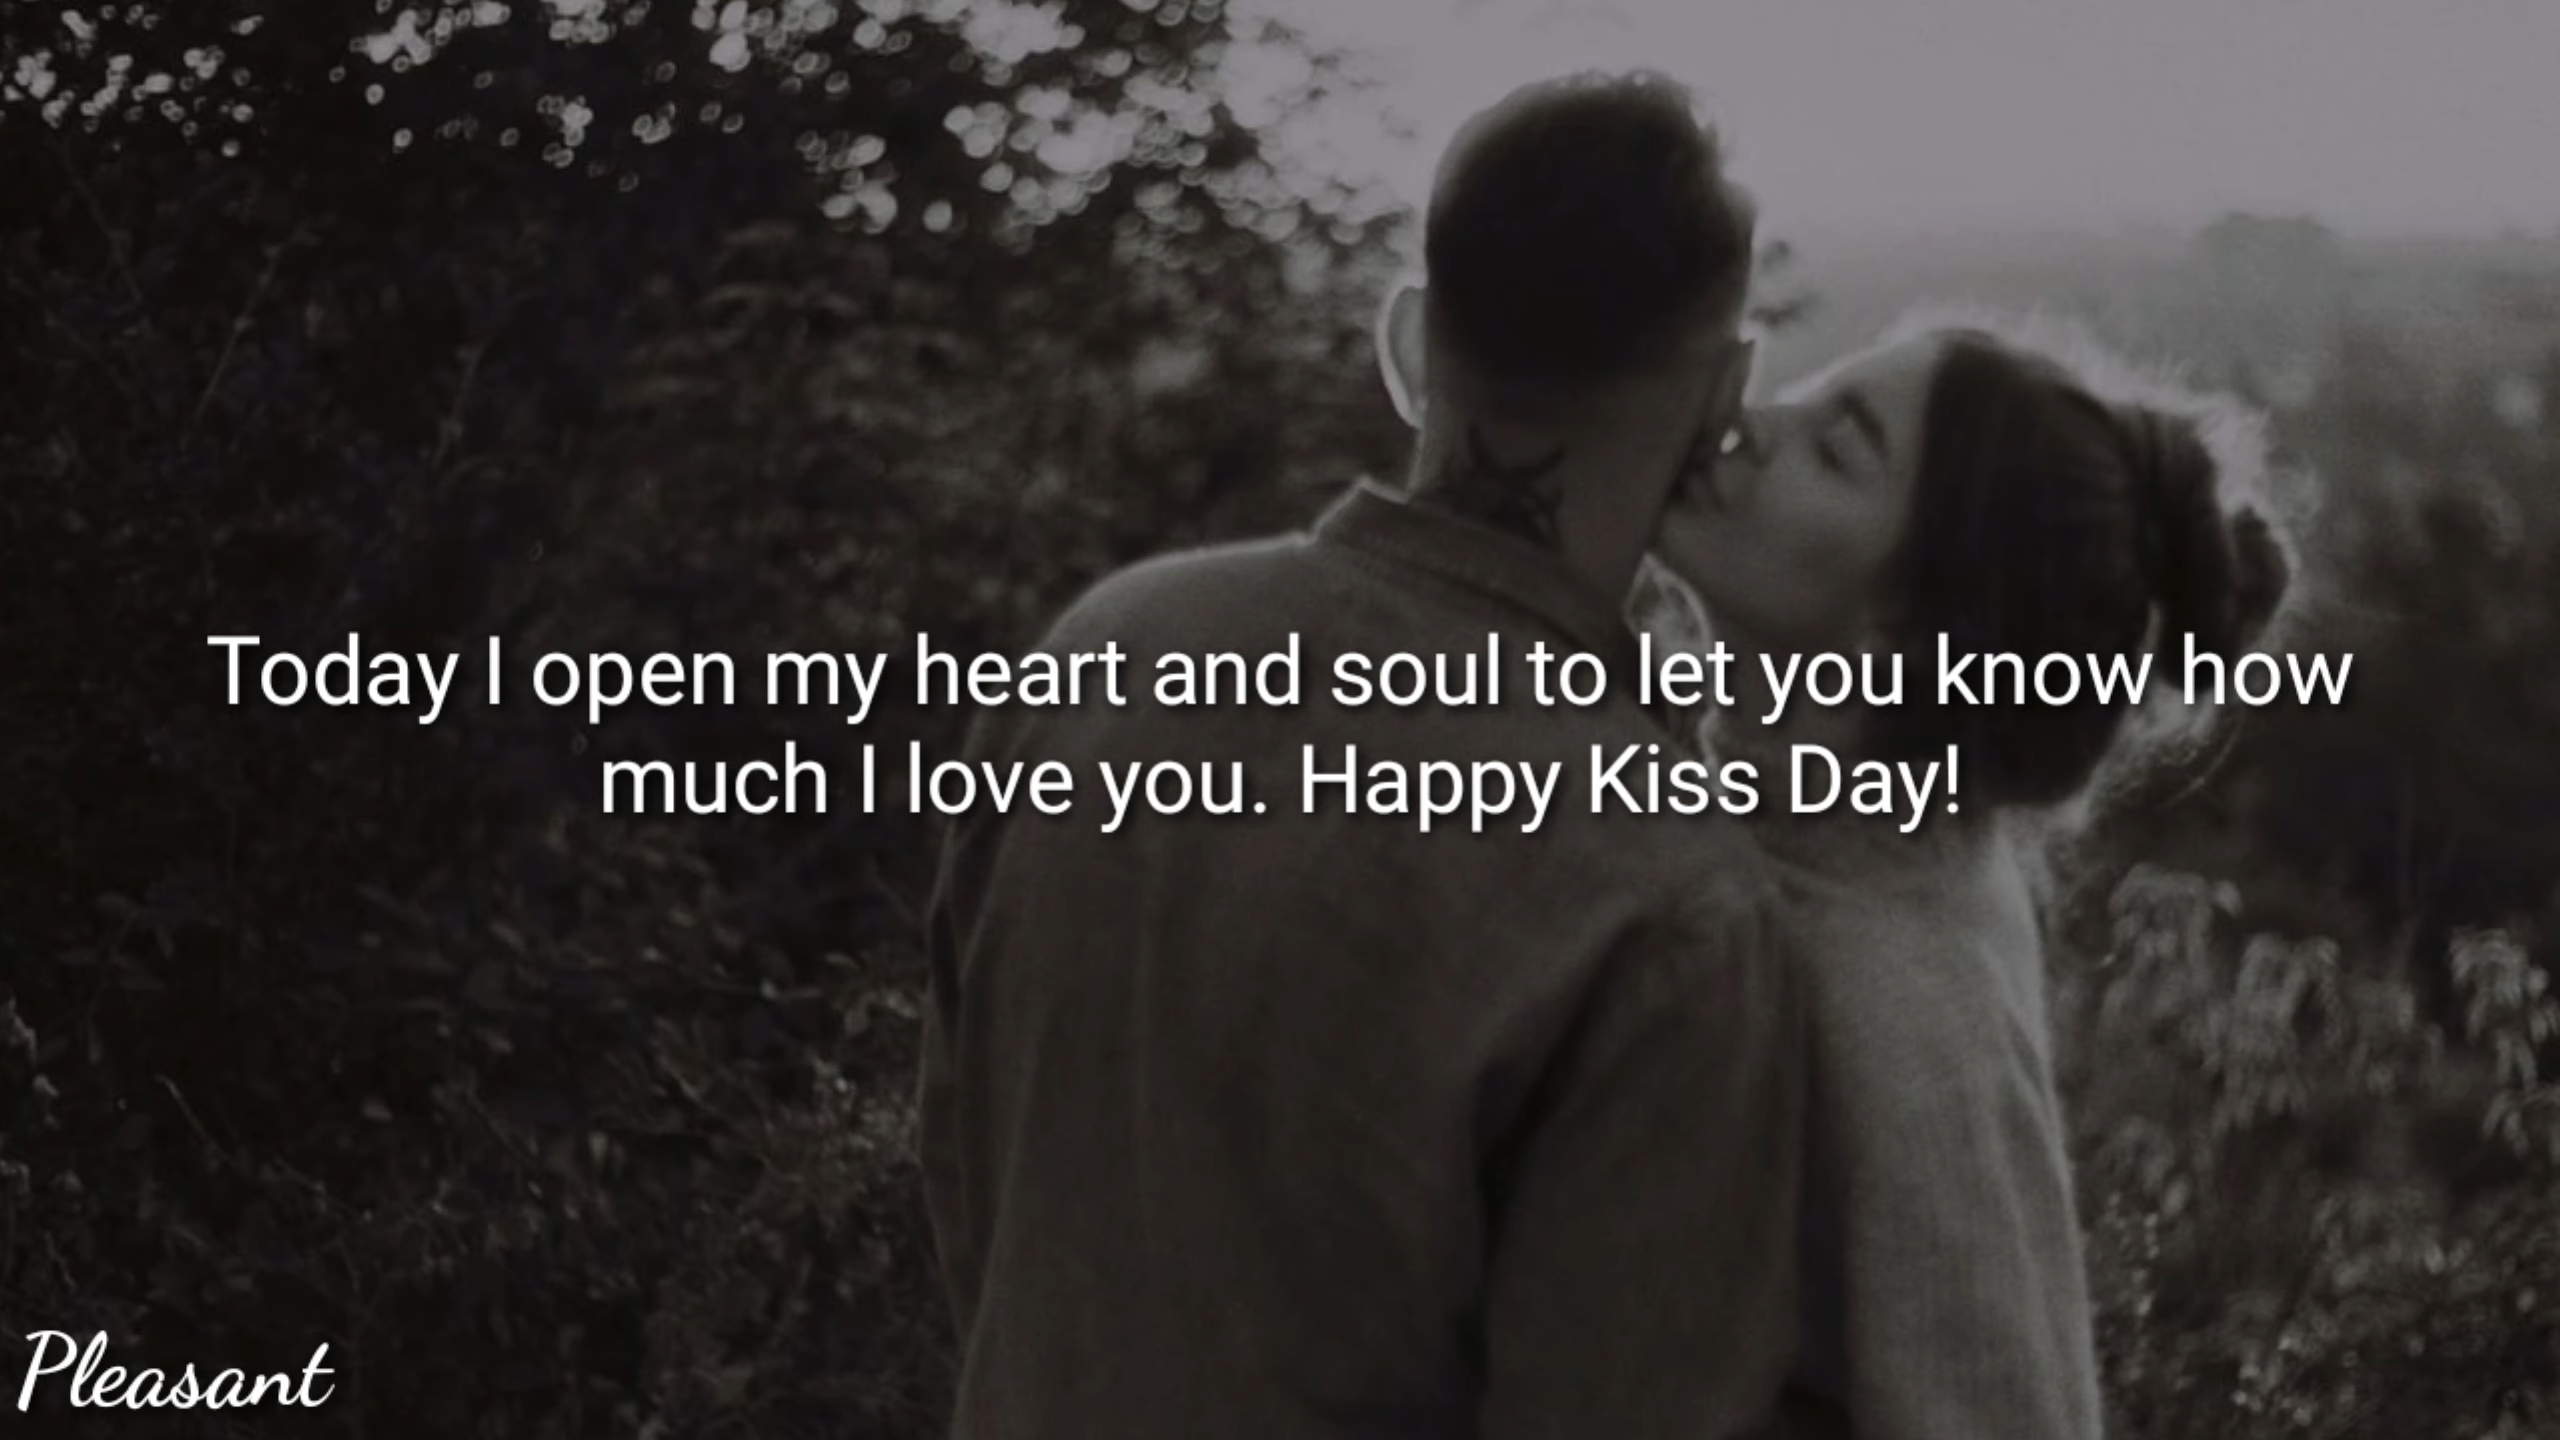 Today I open my heart and soul to let you know how
much I love you. Happy Kiss Day!
Pleasant